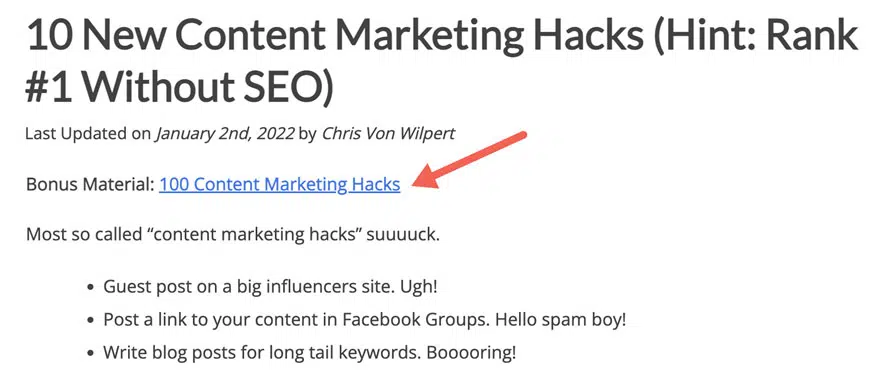 10 New Content Marketing Hacks (Hint: Rank
#1 Without SEO)
Last Updated on January 2nd, 2022 by Chris Von Wilpert
Bonus Material: 100 Content Marketing Hacks
Most so called “content marketing hacks” suuuuck.
• Guest post on a big influencers site. Ugh!
• Post a link to your content in Facebook Groups. Hello spam boy!
• Write blog posts for long tail keywords. Booooring!